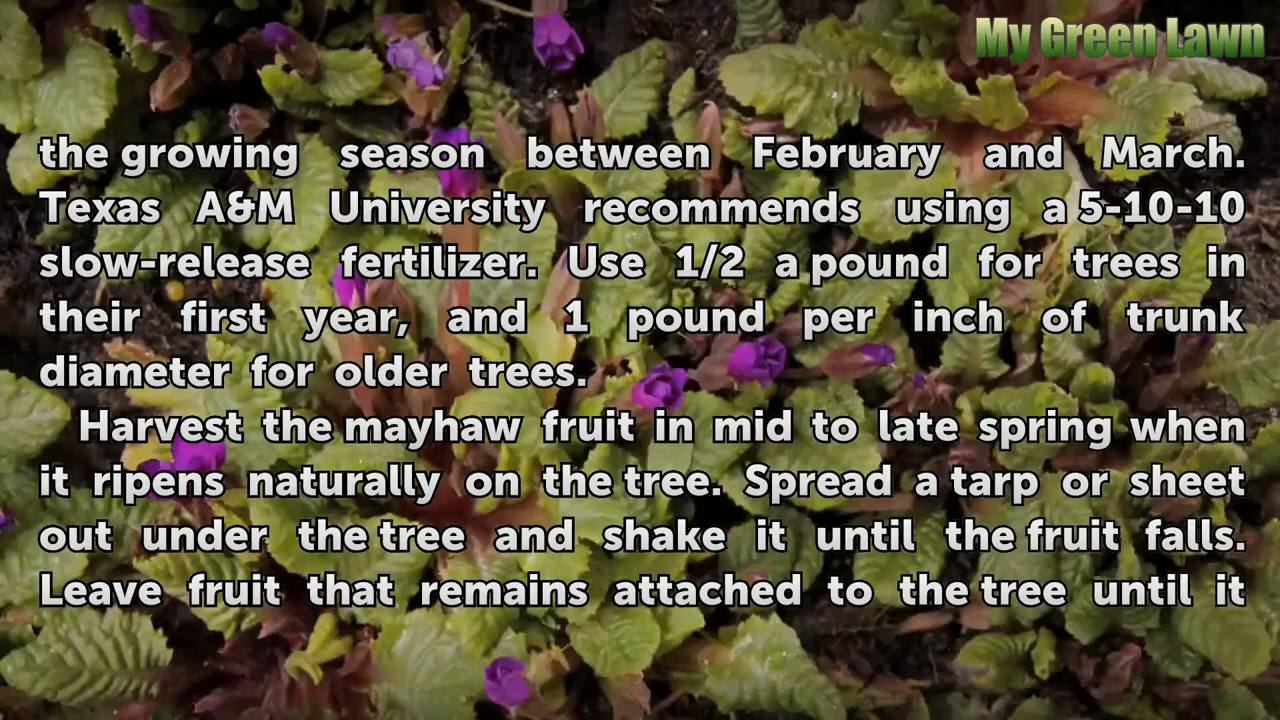 My Green Lawn
the growing season between February and March.
Texas A&M University recommends using a 5-10-10
slow-release fertilizer. Use 1/2 a pound for trees in
their first year, and 1 pound per inch of trunk
diameter for older trees.
Harvest the mayhaw fruit in mid to late spring when
it ripens naturally on the tree. Spread a tarp or sheet
out under the tree and shake it until the fruit falls.
Leave fruit that remains attached to the tree until it